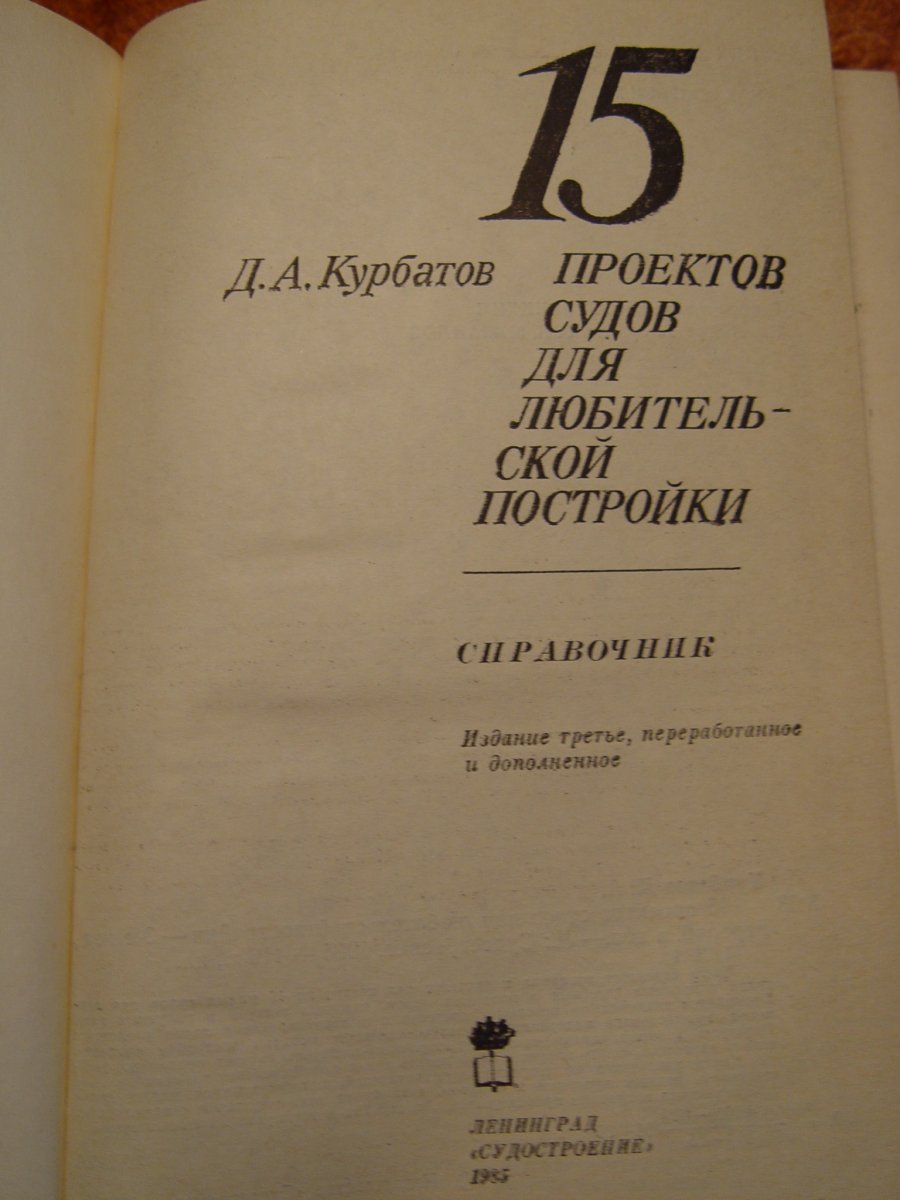 15
Д.А.Курбатов
ПРОЕКТОВ
СУДОВ
ДЛЯ
ЛЮБИТЕЛЬ-
СКОЙ
ПОСТРОЙКИ
СПРАВОЧНИК
Издание третье, переработанное
и дополненное
ЛЕНИНГРАД
«СУДОСТРОЕНИЕ»
1985